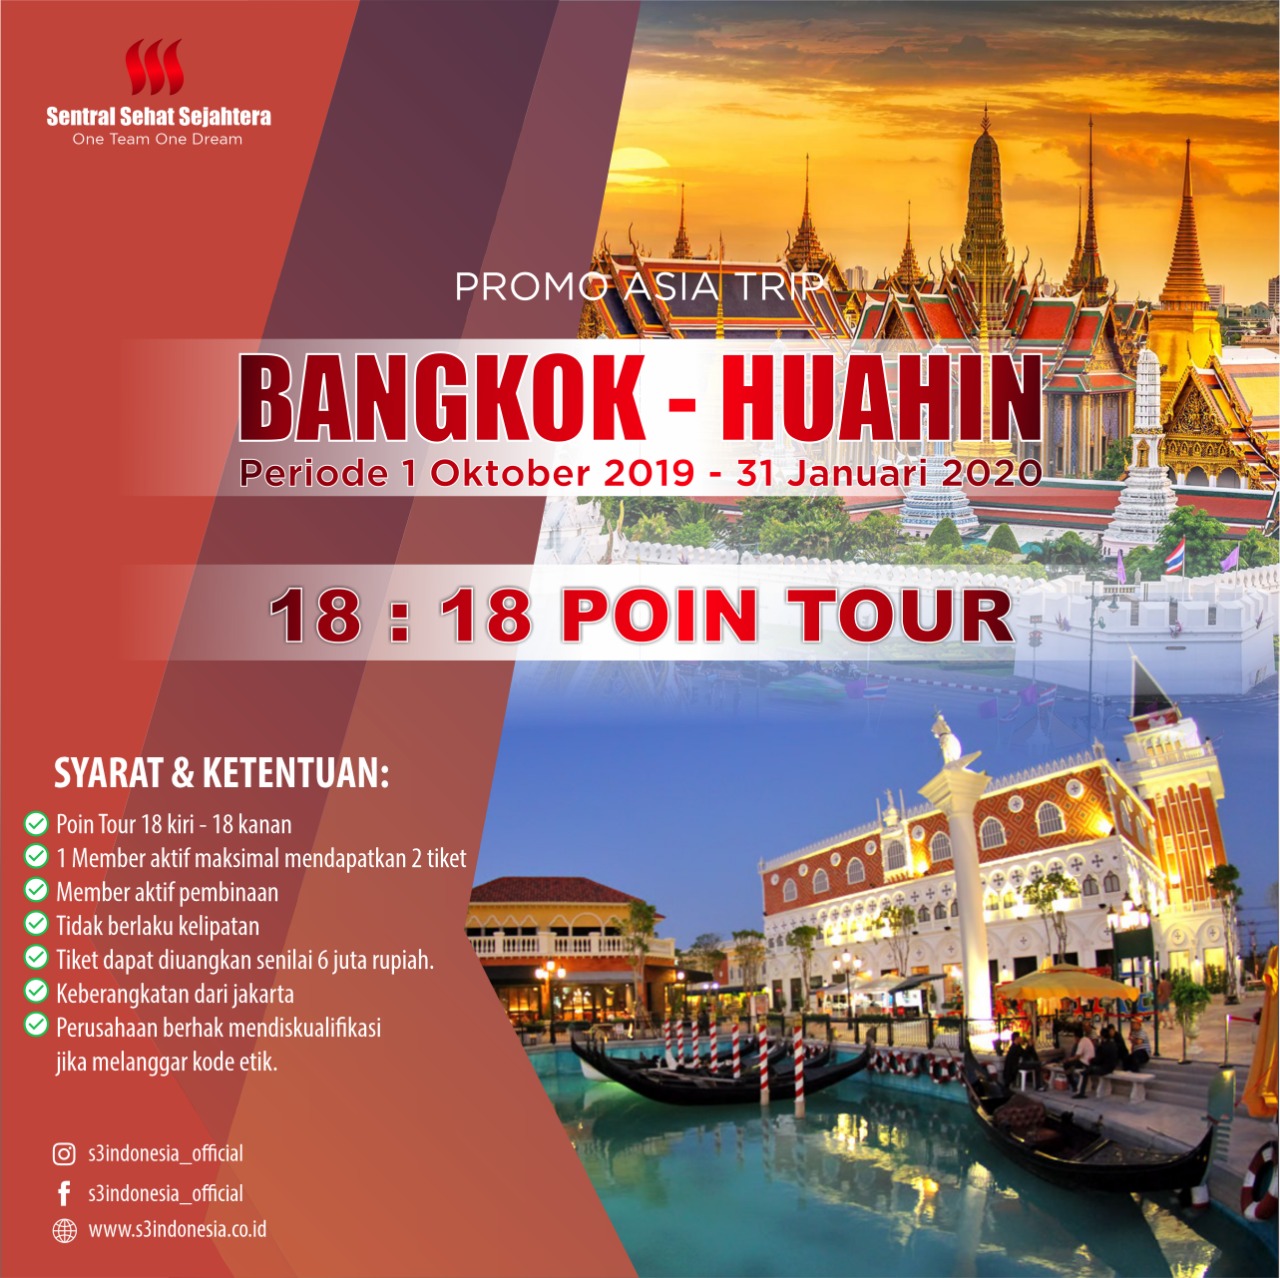 Sentral Sehat Sejahtera
One Team One Dream
PROMO ASIA TRIP
BANGKOK - HUAHIN
Periode 1 Oktober 2019 - 31 Januari 2020
18 : 18 POIN TOUR
SYARAT & KETENTUAN:
Poin Tour 18 kiri - 18 kanan
1 Member aktif maksimal mendapatkan 2 tiket
Member aktif pembinaan
Tidak berlaku kelipatan
Tiket dapat diuangkan senilai 6 juta rupiah.
Keberangkatan dari jakarta
Perusahaan berhak mendiskualifikasi
jika melanggar kode etik.
s3indonesia_official
s3indonesia_official
www.s3indonesia.co.id